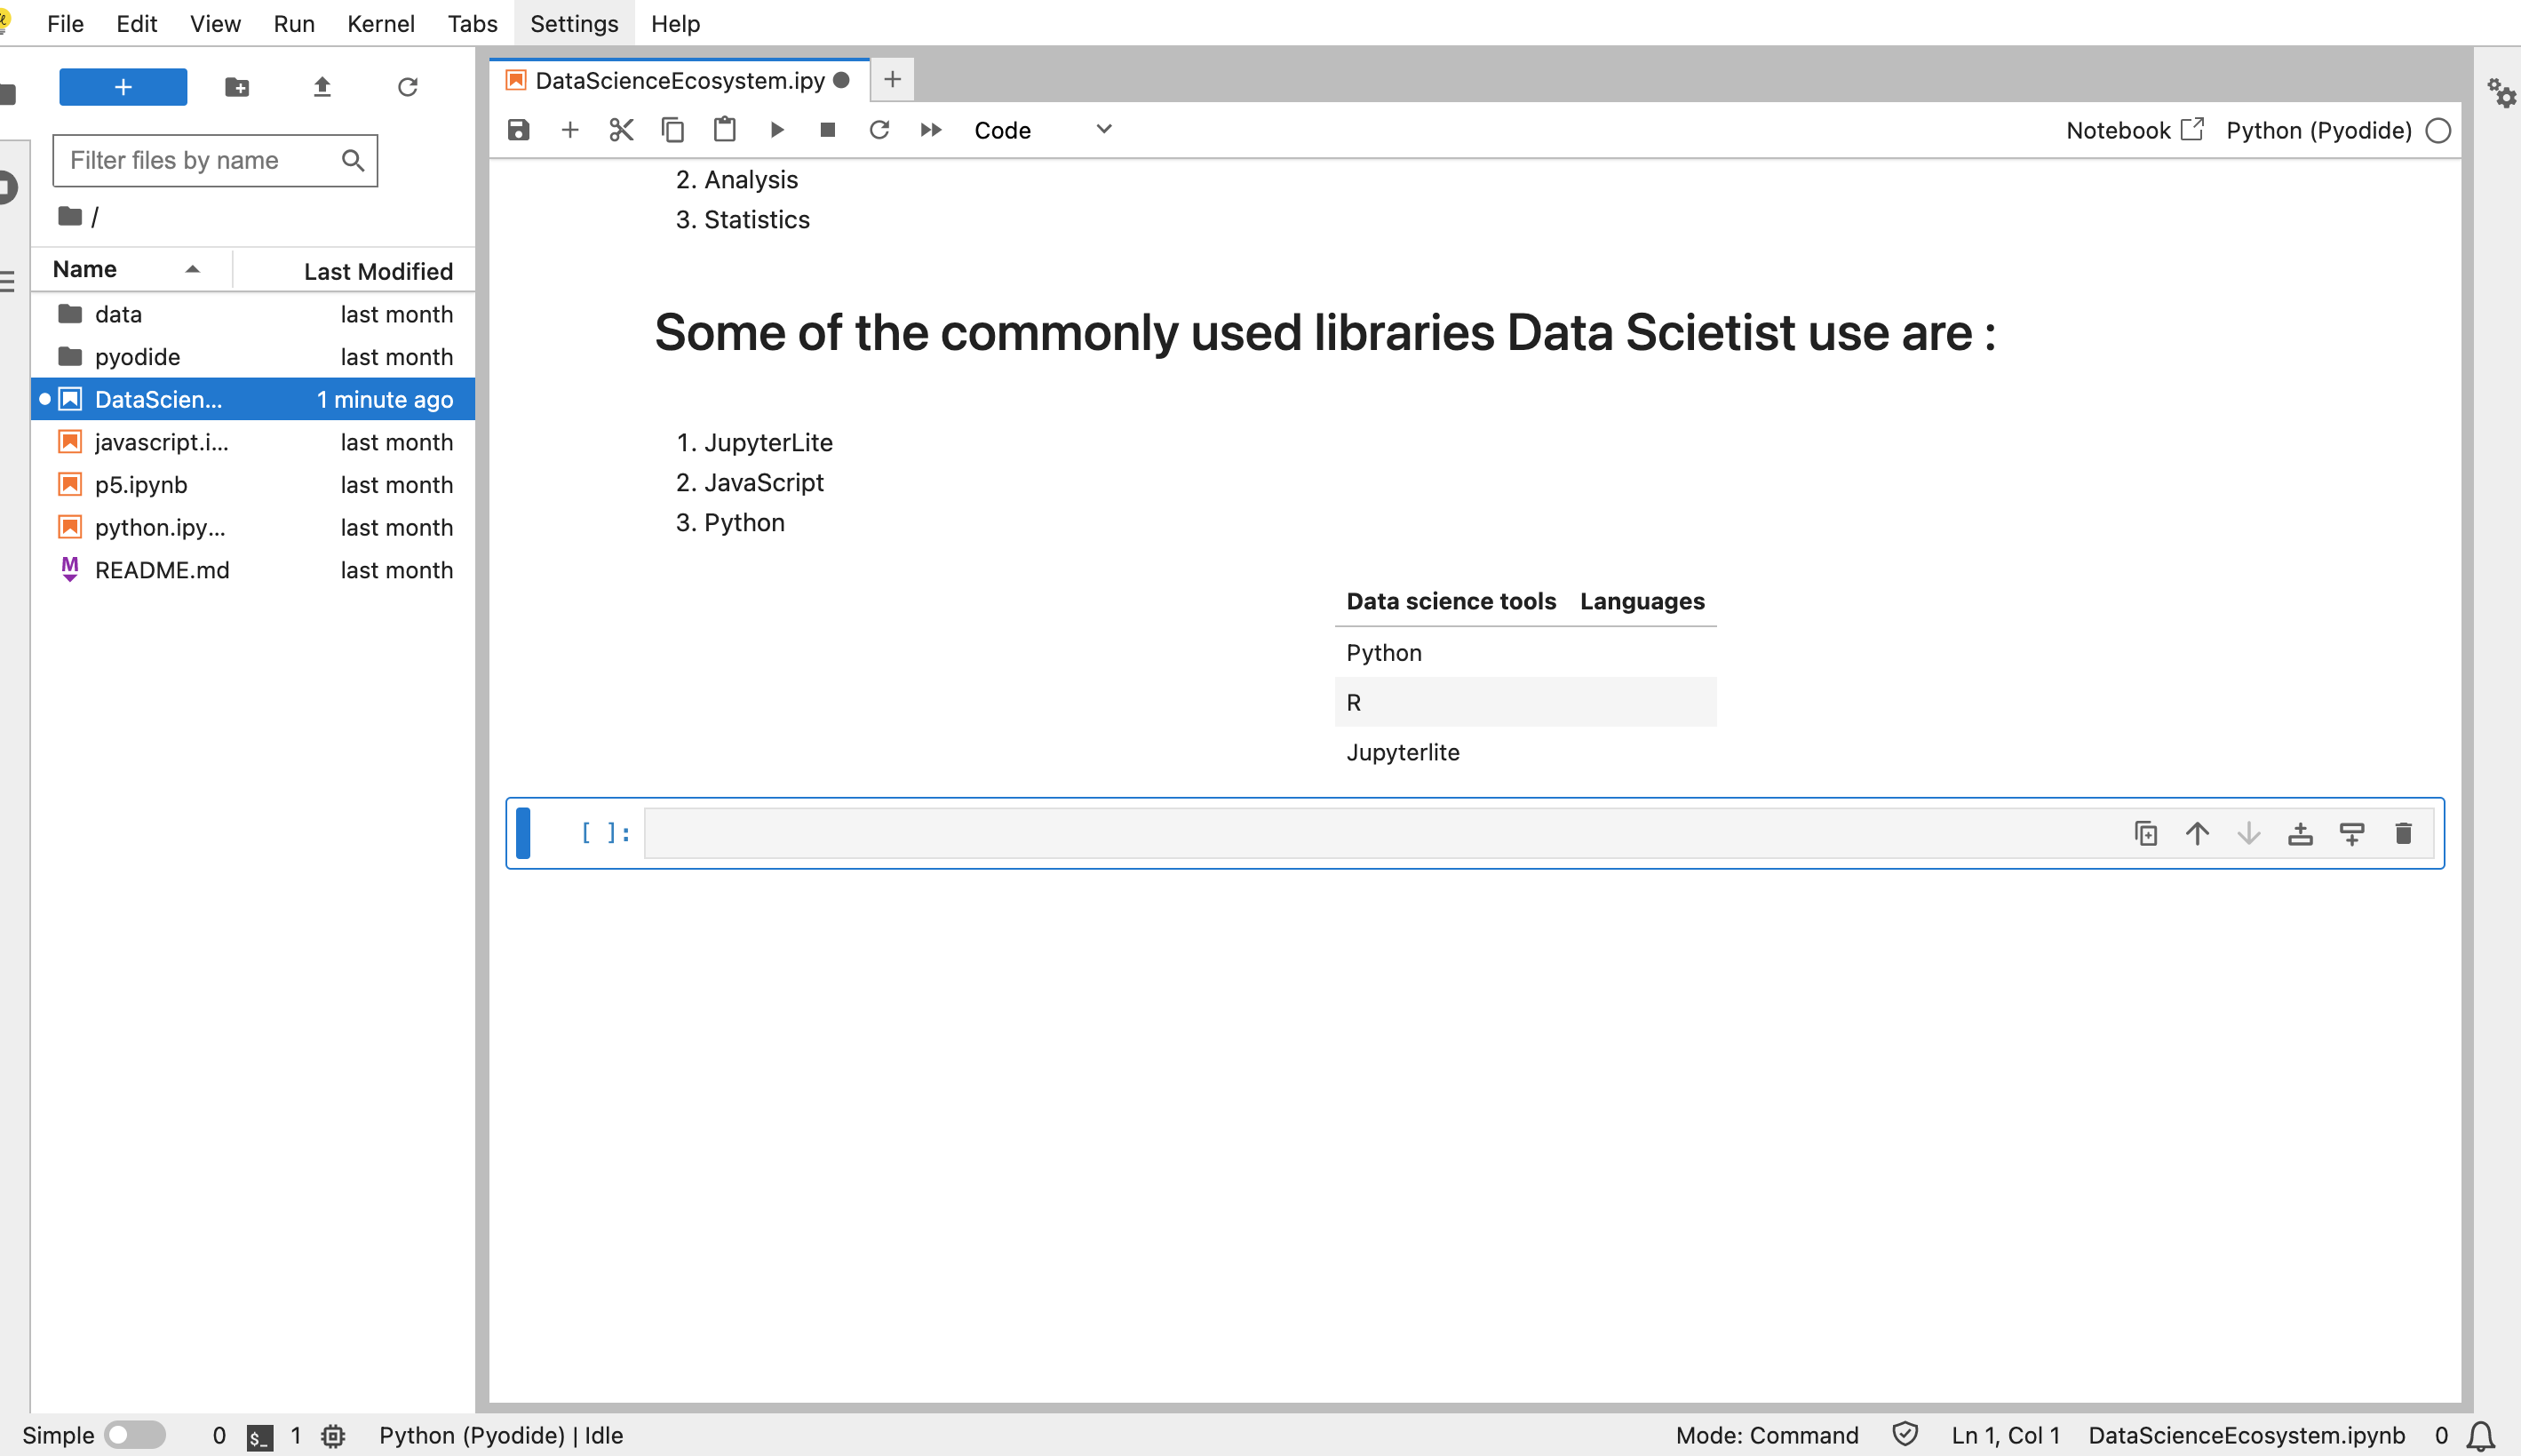 File Edit View Run Kernel Tabs Settings Help
DataScienceEcosystem.ipy
Code
Notebook Python (Pyodide)
Filter files by name
/
Name Last Modified
data last month
pyodide last month
DataScien... 1 minute ago
javascript.i... last month
p5.ipynb last month
python.ipy... last month
README.md last month
2. Analysis
3. Statistics
Some of the commonly used libraries Data Scietist use are :
1. JupyterLite
2. JavaScript
3. Python
Data science tools Languages
Python
R
Jupyterlite
[ ]:
Simple 0 $_ 1 Python (Pyodide) | Idle Mode: Command Ln 1, Col 1 DataScienceEcosystem.ipynb 0